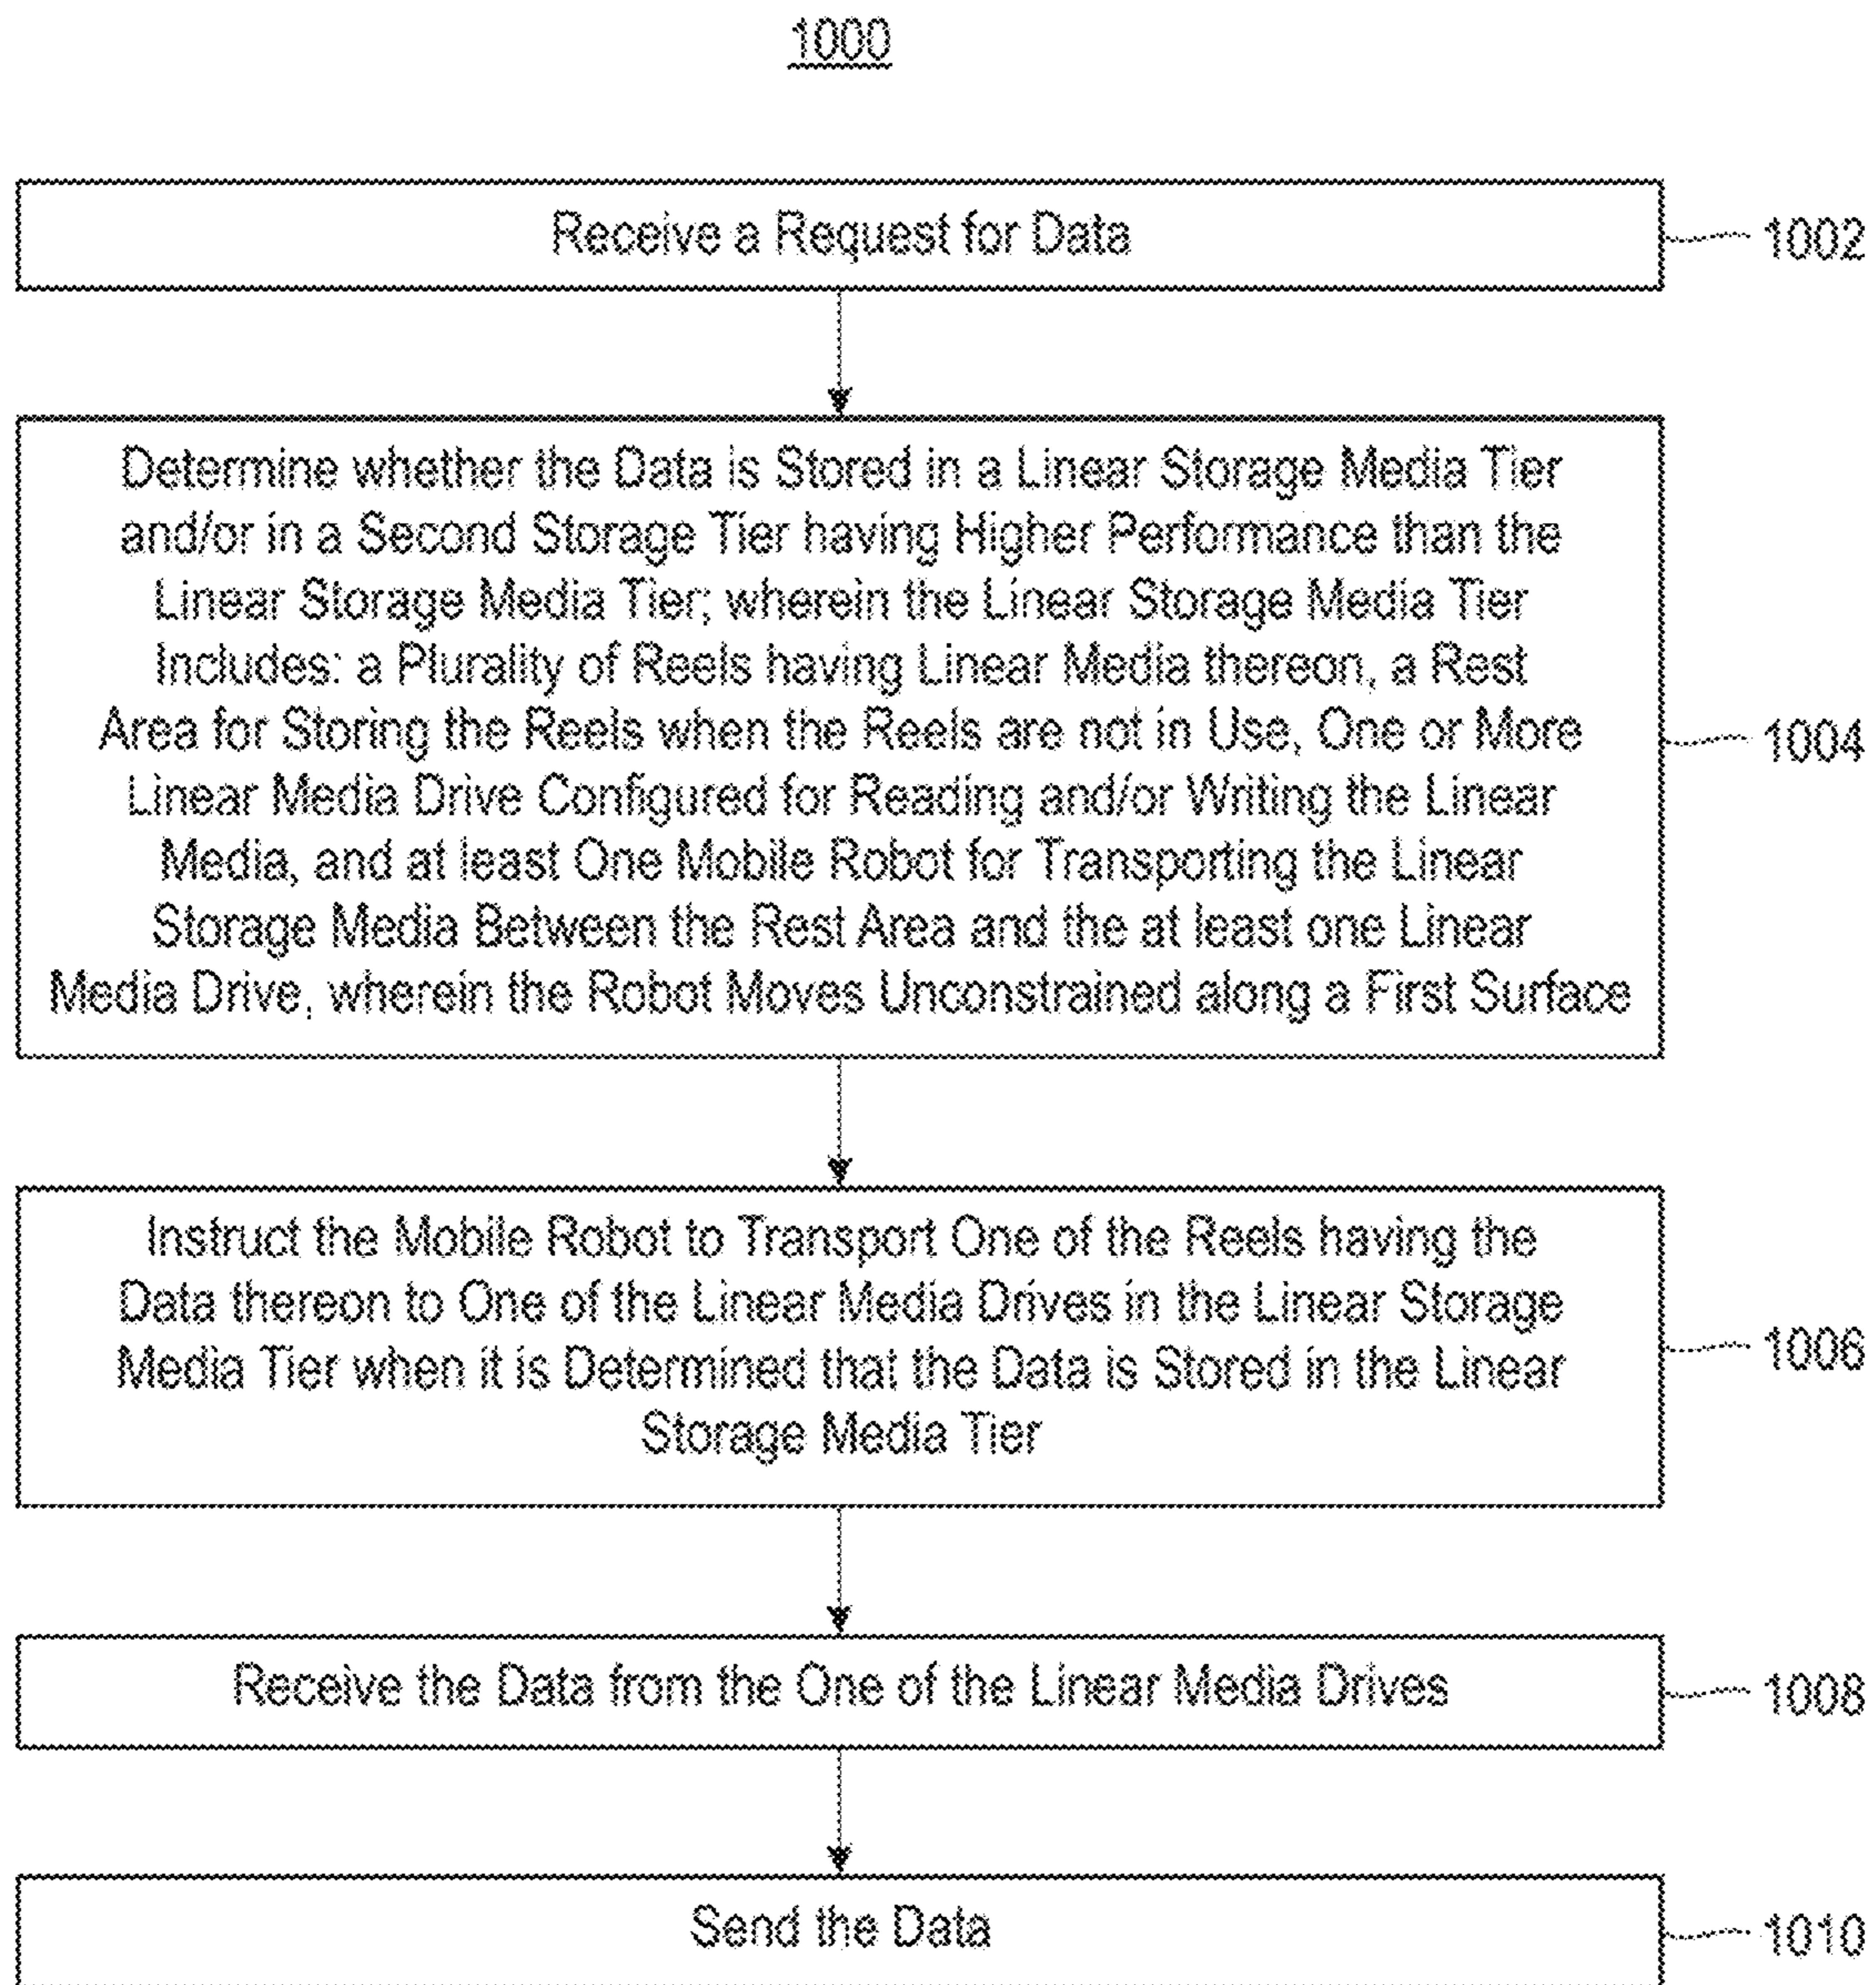 1000
Receive a Request for Data
1002
Determine whether the Data is Stored in a Linear Storage Media Tier
and/or in a Second Storage Tier having Higher Performance than the
Linear Storage Media Tier; wherein the Linear Storage Media Tier
Includes: a Plurality of Reels having Linear Media thereon, a Rest
Area for Storing the Reels when the Reels are not in Use, One or More
Linear Media Drive Configured for Reading and/or Writing the Linear
Media, and at least One Mobile Robot for Transporting the Linear
Storage Media Between the Rest Area and the at least one Linear
Media Drive, wherein the Robot Moves Unconstrained along a First Surface
1004
Instruct the Mobile Robot to Transport One of the Reels having the
Data thereon to One of the Linear Media Drives in the Linear Storage
Media Tier when it is Determined that the Data is Stored in the Linear
Storage Media Tier
1006
Receive the Data from the One of the Linear Media Drives
1008
Send the Data
1010